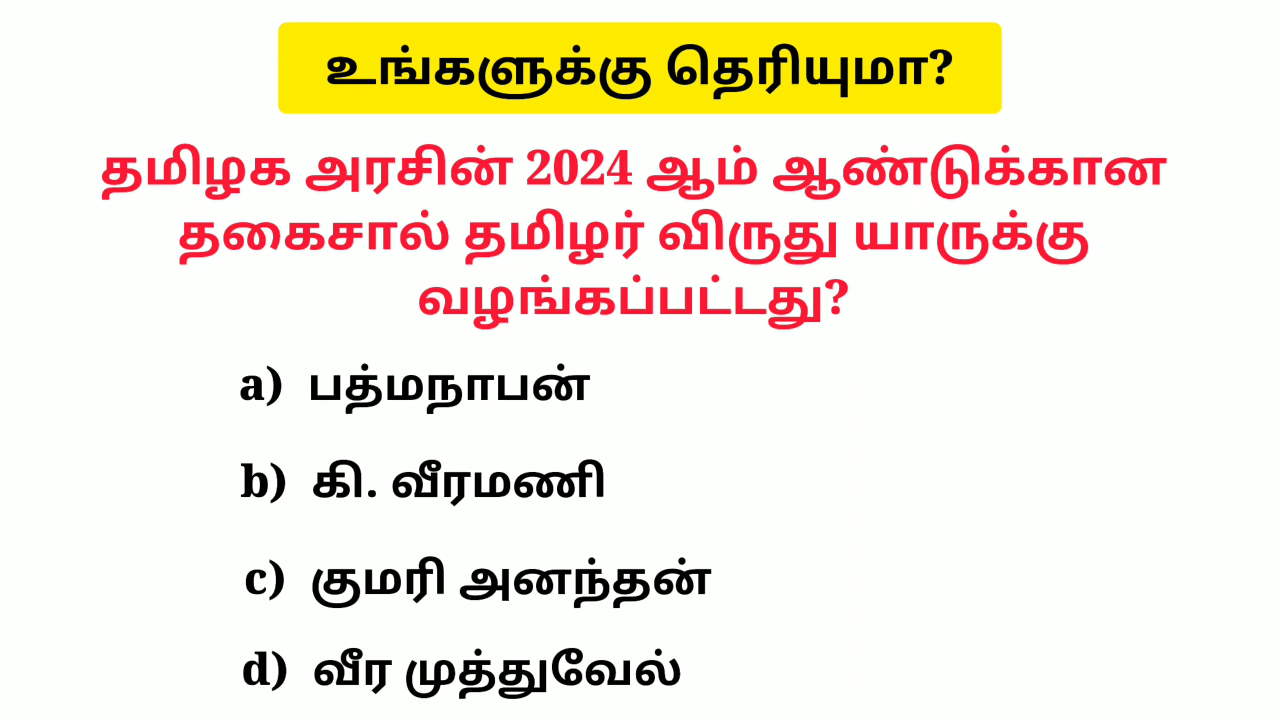 உங்களுக்கு தெரியுமா?
தமிழக அரசின் 2024 ஆம் ஆண்டுக்கான
தகைசால் தமிழர் விருது யாருக்கு
வழங்கப்பட்டது?
a) பத்மநாபன்
b) கி. வீரமணி
c) குமரி அனந்தன்
d) வீர முத்துவேல்